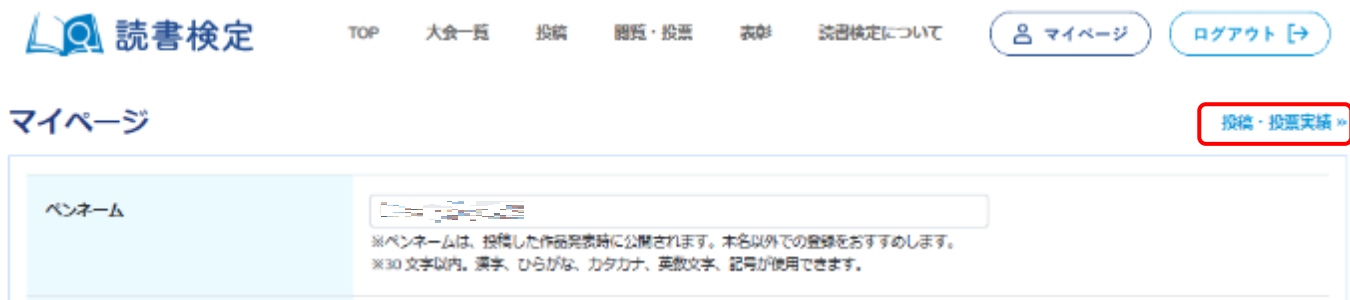 読書検定
TOP 大会一覧 投稿 閲覧・投票 表彰 読書検定について マイページ ログアウト
マイページ
投稿・投票実績 »
ペンネーム
※ペンネームは、投稿した作品発表時に公開されます。本名以外での登録をおすすめします。
※30 文字以内。漢字、ひらがな、カタカナ、英数文字、記号が使用できます。